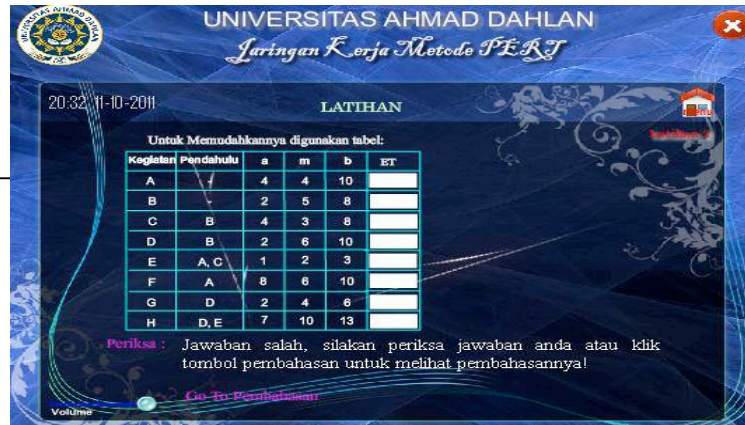 UNIVERSITAS AHMAD DAHLAN
Jaringan Kerja Metode PERT
20:32 11-10-2011
LATIHAN
menu
Untuk Memudahkannya digunakan tabel:
Kegiatan Pendahulu a m b ET
A - 4 4 10
B - 2 5 8
C B 4 3 8
D B 2 6 10
E A, C 1 2 3
F A 8 6 10
G D 2 4 6
H D, E 7 10 13
Periksa : Jawaban salah, silakan periksa jawaban anda atau klik
tombol pembahasan untuk melihat pembahasannya!
Go To Pembahasan
Volume